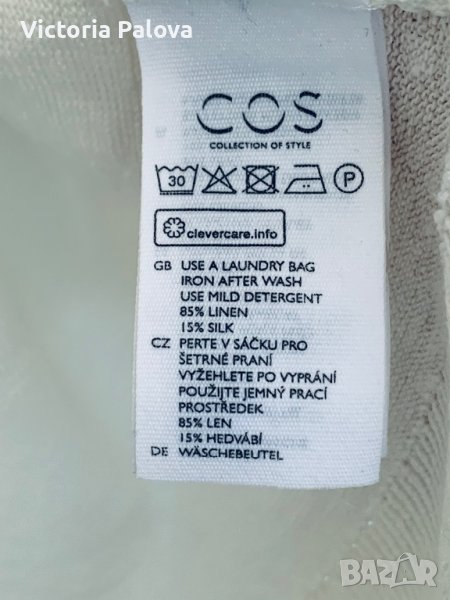 Victoria Palova
COS
COLLECTION OF STYLE
30 P
clevercare.info
GB USE A LAUNDRY BAG
IRON AFTER WASH
USE MILD DETERGENT
85% LINEN
15% SILK
CZ PERTE V SÁČKU PRO
ŠETRNÉ PRANÍ
VYŽEHLETE PO VYPRÁNÍ
POUŽIJTE JEMNÝ PRACÍ
PROSTŘEDEK
85% LEN
15% HEDVÁBÍ
DE WÄSCHEBEUTEL
BAZAR